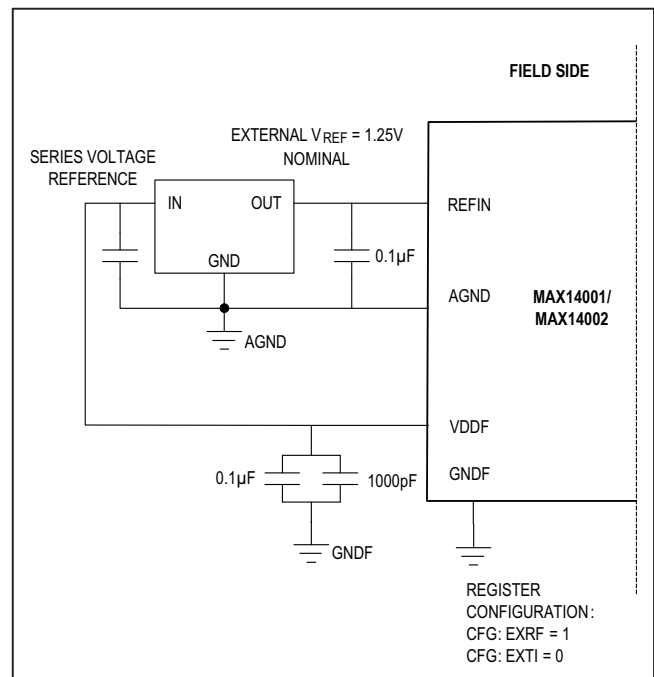 FIELD SIDE
EXTERNAL VREF = 1.25V
NOMINAL
SERIES VOLTAGE
REFERENCE
IN
OUT
GND
REFIN
0.1µF
AGND
MAX14001/
MAX14002
AGND
VDDF
0.1µF
1000pF
GNDF
GNDF
REGISTER
CONFIGURATION:
CFG: EXRF = 1
CFG: EXTI = 0